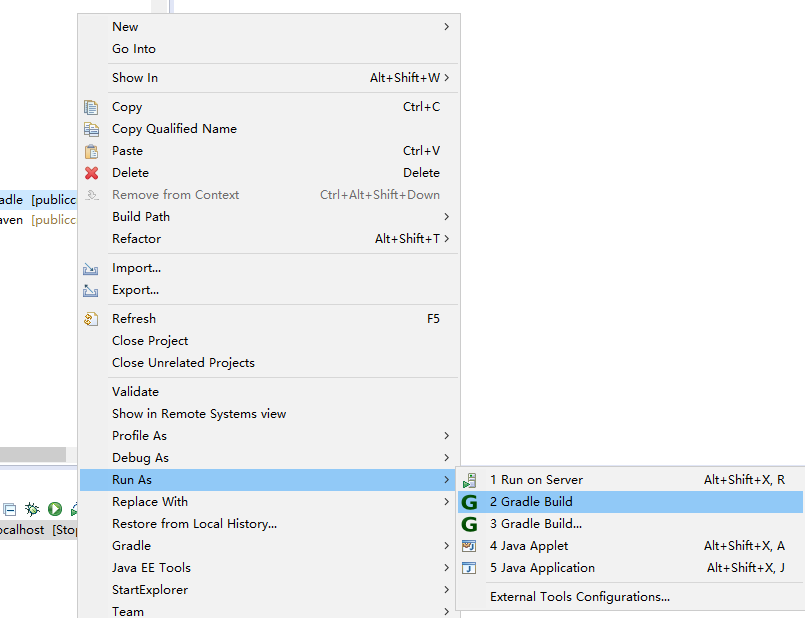 New
Go Into
Show In Alt+Shift+W
Copy Ctrl+C
Copy Qualified Name
Paste Ctrl+V
Delete Delete
Remove from Context Ctrl+Alt+Shift+Down
Build Path
Refactor Alt+Shift+T
Import...
Export...
Refresh F5
Close Project
Close Unrelated Projects
Validate
Show in Remote Systems view
Profile As
Debug As
Run As
Replace With
Restore from Local History...
Gradle
Java EE Tools
StartExplorer
Team
1 Run on Server Alt+Shift+X, R
2 Gradle Build
3 Gradle Build...
4 Java Applet Alt+Shift+X, A
5 Java Application Alt+Shift+X, J
External Tools Configurations...
adle [publicc
aven [publicc
ocalhost [Stop